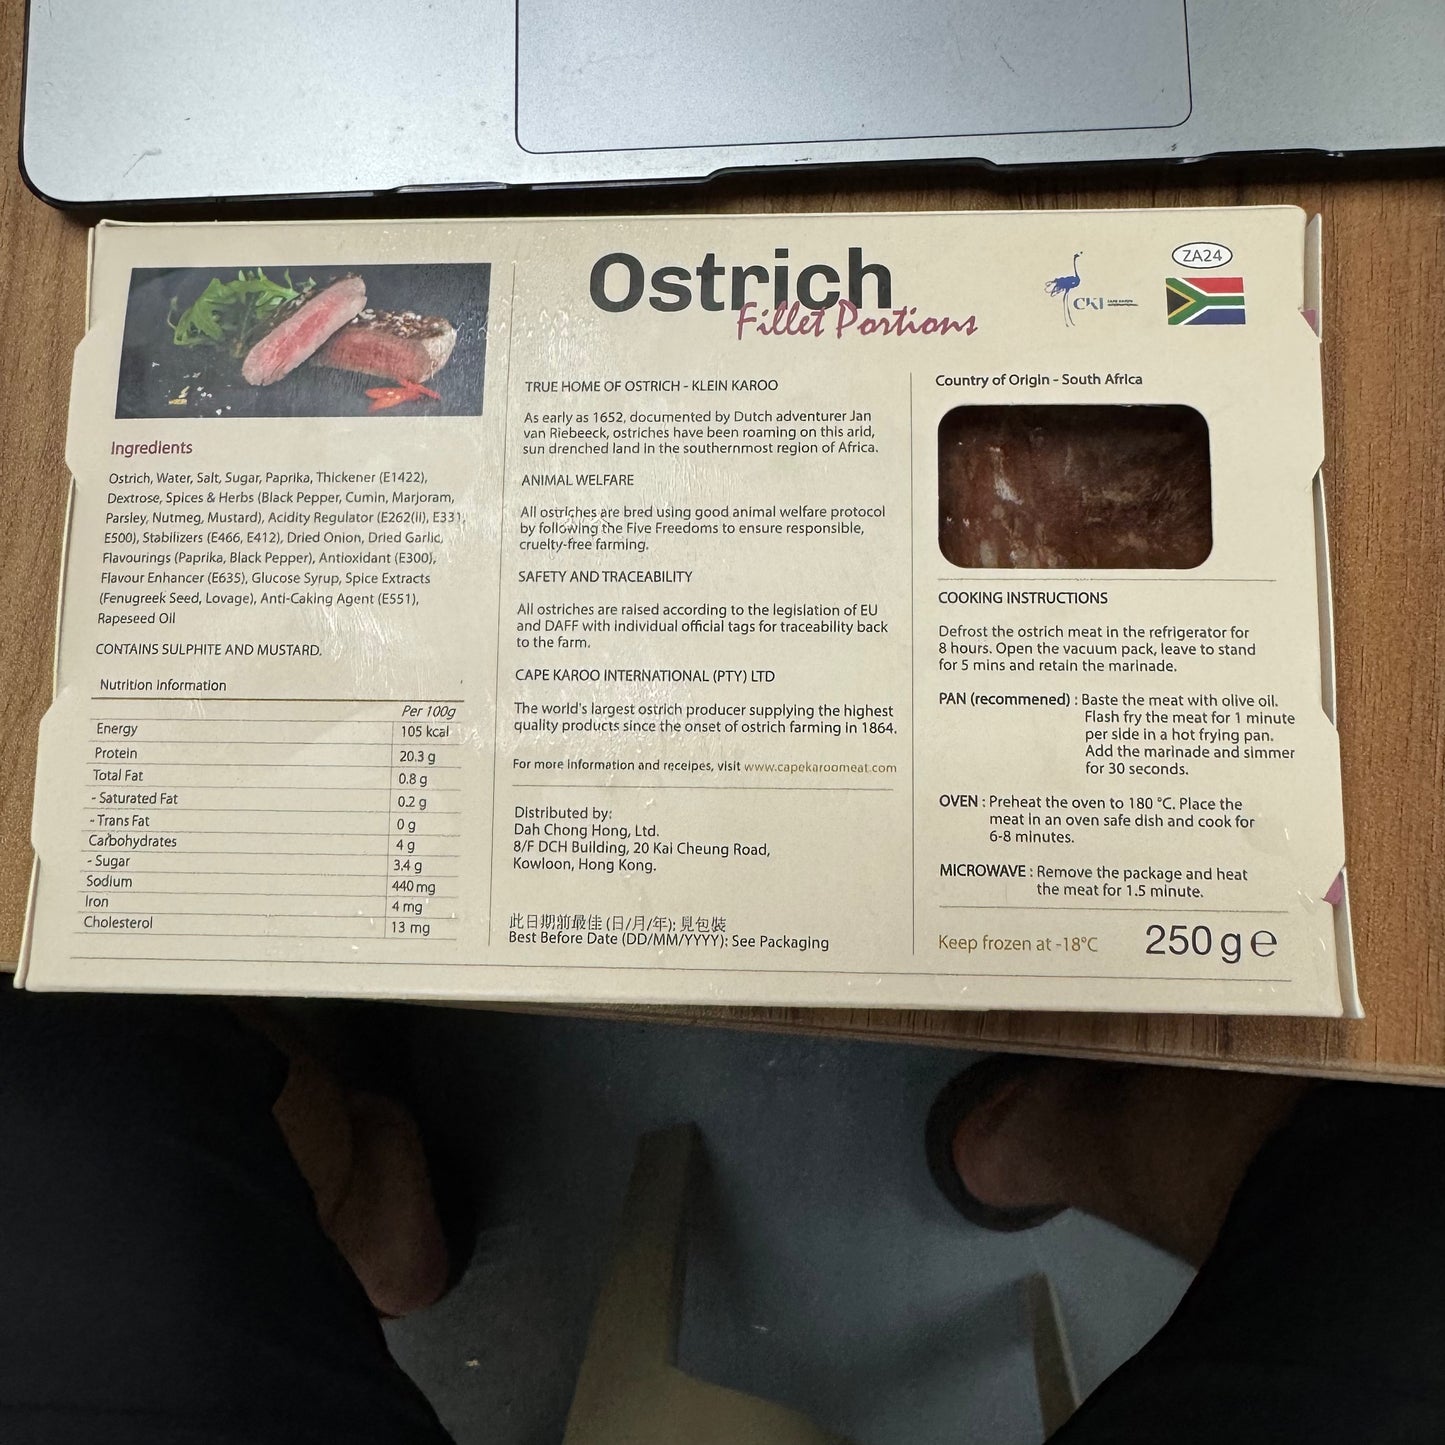 Ostrich
Fillet Portions
CKI
ZA24
Ingredients
Ostrich, Water, Salt, Sugar, Paprika, Thickener (E1422),
Dextrose, Spices & Herbs (Black Pepper, Cumin, Marjoram,
Parsley, Nutmeg, Mustard), Acidity Regulator (E262(ii), E331,
E500), Stabilizers (E466, E412), Dried Onion, Dried Garlic,
Flavourings (Paprika, Black Pepper), Antioxidant (E300),
Flavour Enhancer (E635), Glucose Syrup, Spice Extracts
(Fenugreek Seed, Lovage), Anti-Caking Agent (E551),
Rapeseed Oil
CONTAINS SULPHITE AND MUSTARD.
Nutrition Information
Per 100g
Energy 105 kcal
Protein 20.3 g
Total Fat 0.8 g
- Saturated Fat 0.2 g
- Trans Fat 0 g
Carbohydrates 4 g
- Sugar 3.4 g
Sodium 440 mg
Iron 4 mg
Cholesterol 13 mg
TRUE HOME OF OSTRICH - KLEIN KAROO
As early as 1652, documented by Dutch adventurer Jan
van Riebeeck, ostriches have been roaming on this arid,
sun drenched land in the southernmost region of Africa.
ANIMAL WELFARE
All ostriches are bred using good animal welfare protocol
by following the Five Freedoms to ensure responsible,
cruelty-free farming.
SAFETY AND TRACEABILITY
All ostriches are raised according to the legislation of EU
and DAFF with individual official tags for traceability back
to the farm.
CAPE KAROO INTERNATIONAL (PTY) LTD
The world's largest ostrich producer supplying the highest
quality products since the onset of ostrich farming in 1864.
For more information and receipes, visit www.capekaroomeat.com
Distributed by:
Dah Chong Hong, Ltd.
8/F DCH Building, 20 Kai Cheung Road,
Kowloon, Hong Kong.
此日期前最佳 (日/月/年): 見包裝
Best Before Date (DD/MM/YYYY): See Packaging
Country of Origin - South Africa
COOKING INSTRUCTIONS
Defrost the ostrich meat in the refrigerator for
8 hours. Open the vacuum pack, leave to stand
for 5 mins and retain the marinade.
PAN (recommened) : Baste the meat with olive oil.
Flash fry the meat for 1 minute
per side in a hot frying pan.
Add the marinade and simmer
for 30 seconds.
OVEN : Preheat the oven to 180 °C. Place the
meat in an oven safe dish and cook for
6-8 minutes.
MICROWAVE : Remove the package and heat
the meat for 1.5 minute.
Keep frozen at -18°C
250 g ℮